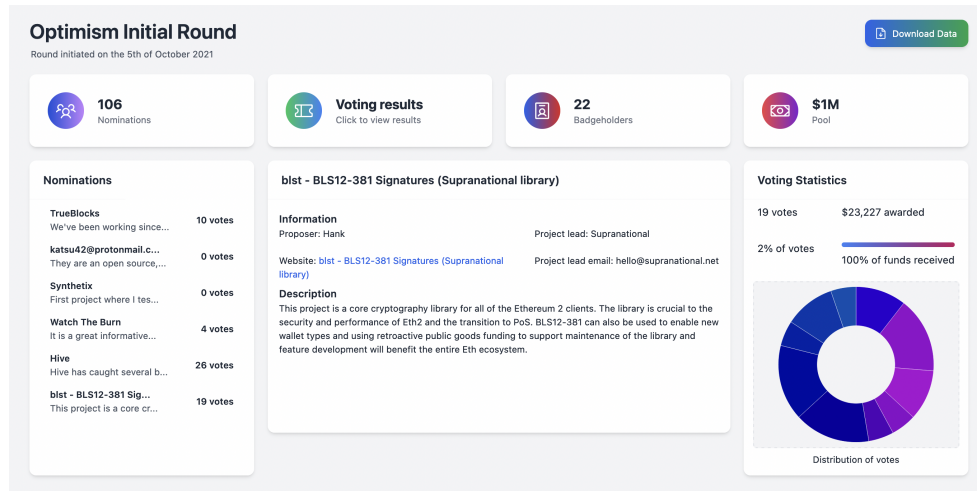 Optimism Initial Round
Round initiated on the 5th of October 2021
Download Data
106
Nominations
Voting results
Click to view results
22
Badgeholders
$1M
Pool
Nominations
TrueBlocks
We've been working since...
10 votes
katsu42@protonmail.c...
They are an open source,...
0 votes
Synthetix
First project where I tes...
0 votes
Watch The Burn
It is a great informative...
4 votes
Hive
Hive has caught several b...
26 votes
blst - BLS12-381 Sig...
This project is a core cr...
19 votes
blst - BLS12-381 Signatures (Supranational library)
Information
Proposer: Hank
Project lead: Supranational
Website: blst - BLS12-381 Signatures (Supranational
library)
Project lead email: hello@supranational.net
Description
This project is a core cryptography library for all of the Ethereum 2 clients. The library is crucial to the
security and performance of Eth2 and the transition to PoS. BLS12-381 can also be used to enable new
wallet types and using retroactive public goods funding to support maintenance of the library and
feature development will benefit the entire Eth ecosystem.
Voting Statistics
19 votes
$23,227 awarded
2% of votes
100% of funds received
Distribution of votes